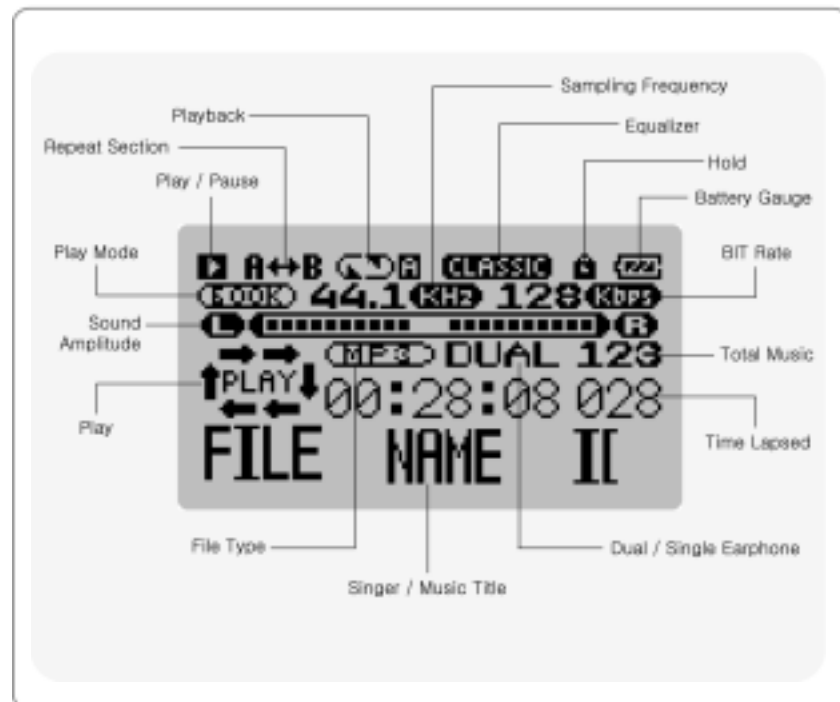 Sampling Frequency
Playback
Equalizer
Repeat Section
Hold
Play / Pause
Battery Gauge
Play Mode
BIT Rate
A↔B A CLASSIC
44.1 KHz 128 Kbps
Sound
Amplitude
L R
MP3 DUAL 123
Total Music
PLAY
00:28:08 028
Play
Time Lapsed
FILE NAME
File Type
Dual / Single Earphone
Singer / Music Title